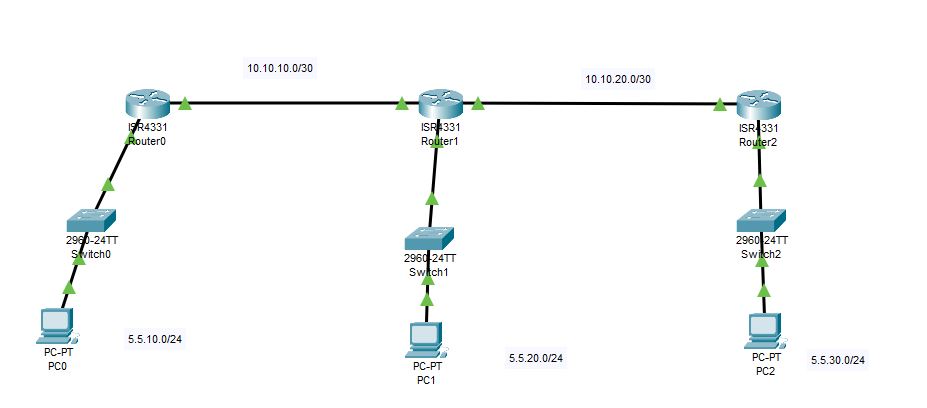 10.10.10.0/30
10.10.20.0/30
ISR4331
Router0
ISR4331
Router1
ISR4331
Router2
2960-24TT
Switch0
2960-24TT
Switch1
2960-24TT
Switch2
PC-PT
PC0
5.5.10.0/24
PC-PT
PC1
5.5.20.0/24
PC-PT
PC2
5.5.30.0/24